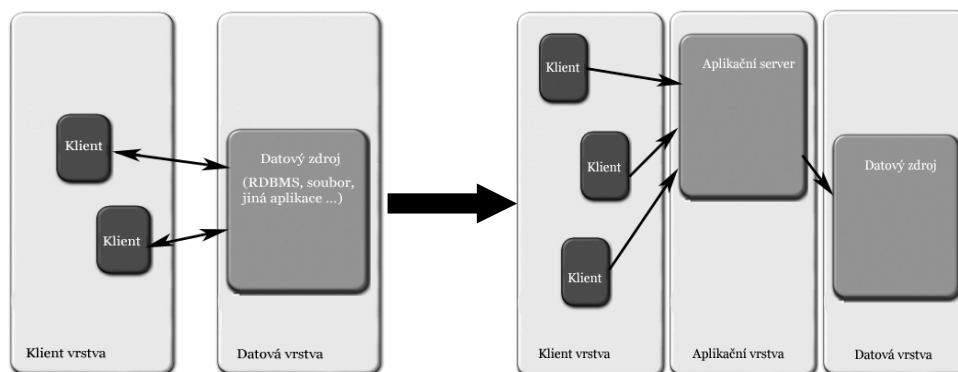 Klient
Klient
Datový zdroj
(RDBMS, soubor,
jiná aplikace ...)
Klient vrstva
Datová vrstva
Klient
Klient
Klient
Aplikační server
Datový zdroj
Klient vrstva
Aplikační vrstva
Datová vrstva